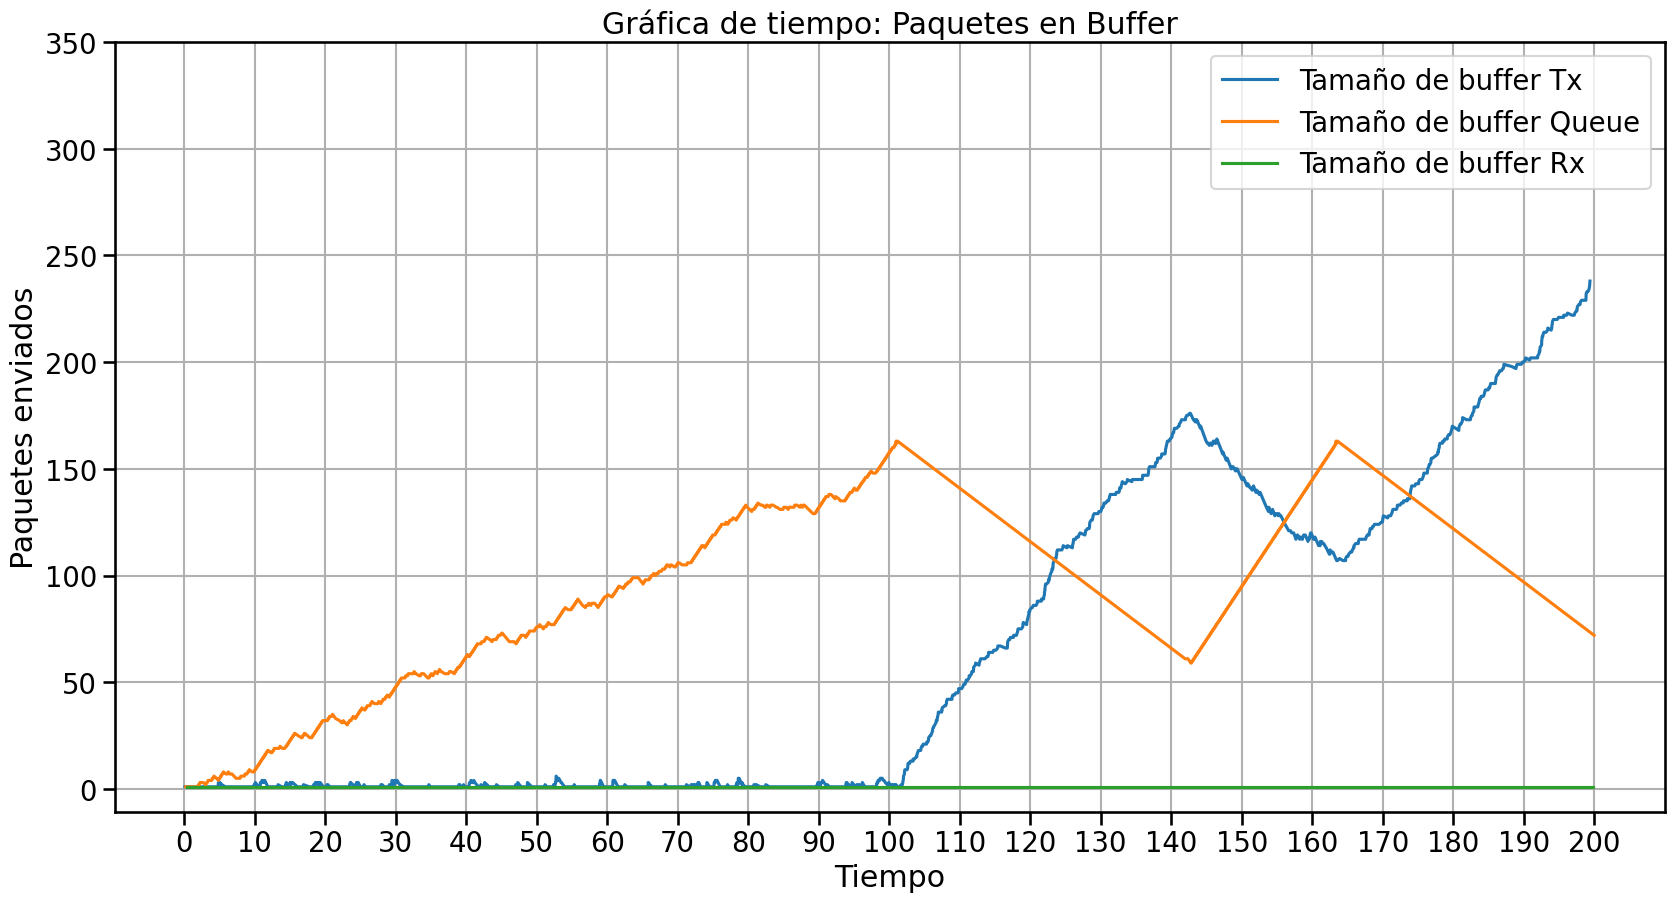 Gráfica de tiempo: Paquetes en Buffer
350
300
250
200
150
100
50
0
Paquetes enviados
Tamaño de buffer Tx
Tamaño de buffer Queue
Tamaño de buffer Rx
0 10 20 30 40 50 60 70 80 90 100 110 120 130 140 150 160 170 180 190 200
Tiempo